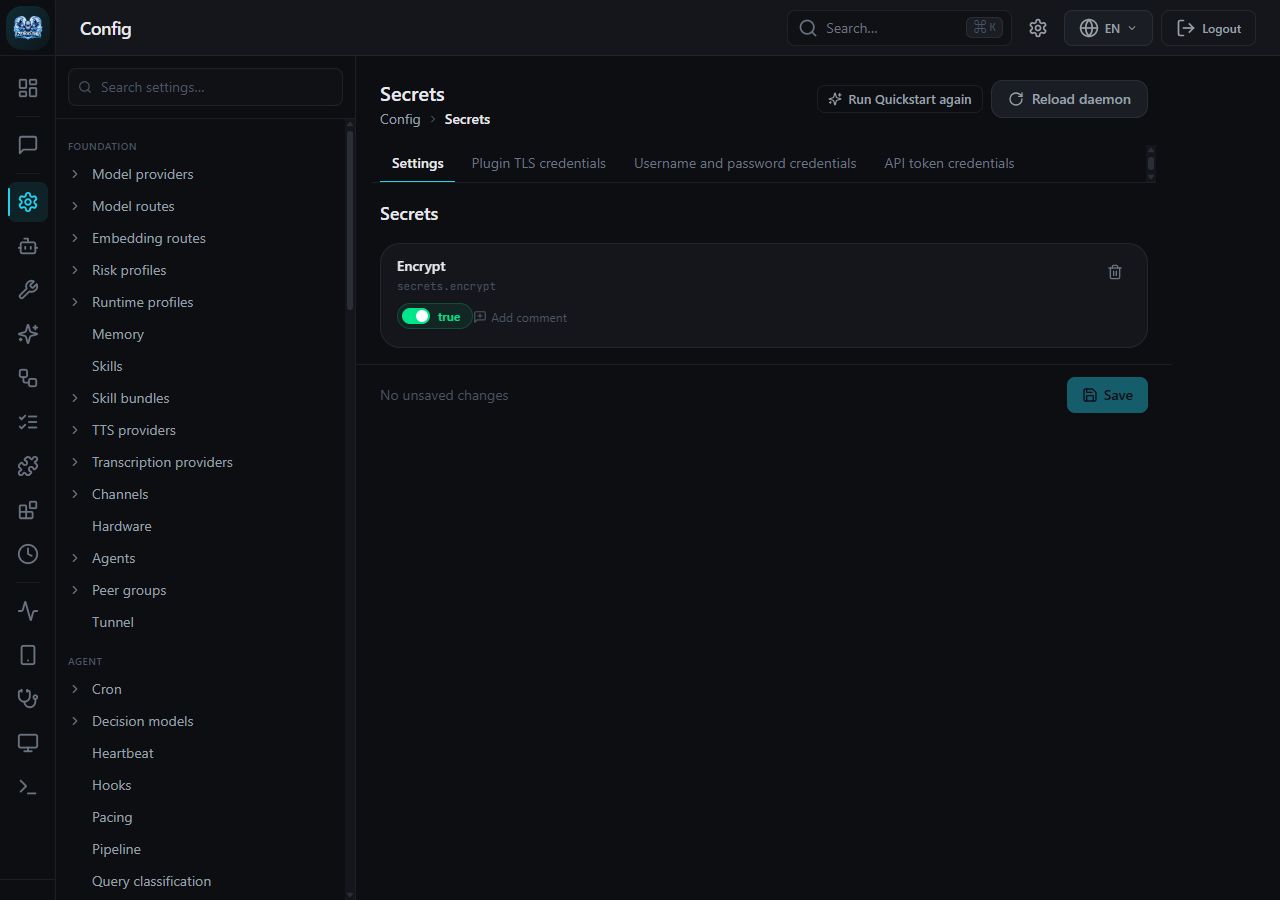 Config
Search...
⌘K
EN
Logout
Search settings...
FOUNDATION
Model providers
Model routes
Embedding routes
Risk profiles
Runtime profiles
Memory
Skills
Skill bundles
TTS providers
Transcription providers
Channels
Hardware
Agents
Peer groups
Tunnel
AGENT
Cron
Decision models
Heartbeat
Hooks
Pacing
Pipeline
Query classification
Secrets
Config > Secrets
Run Quickstart again
Reload daemon
Settings
Plugin TLS credentials
Username and password credentials
API token credentials
Secrets
Encrypt
secrets.encrypt
true
Add comment
No unsaved changes
Save